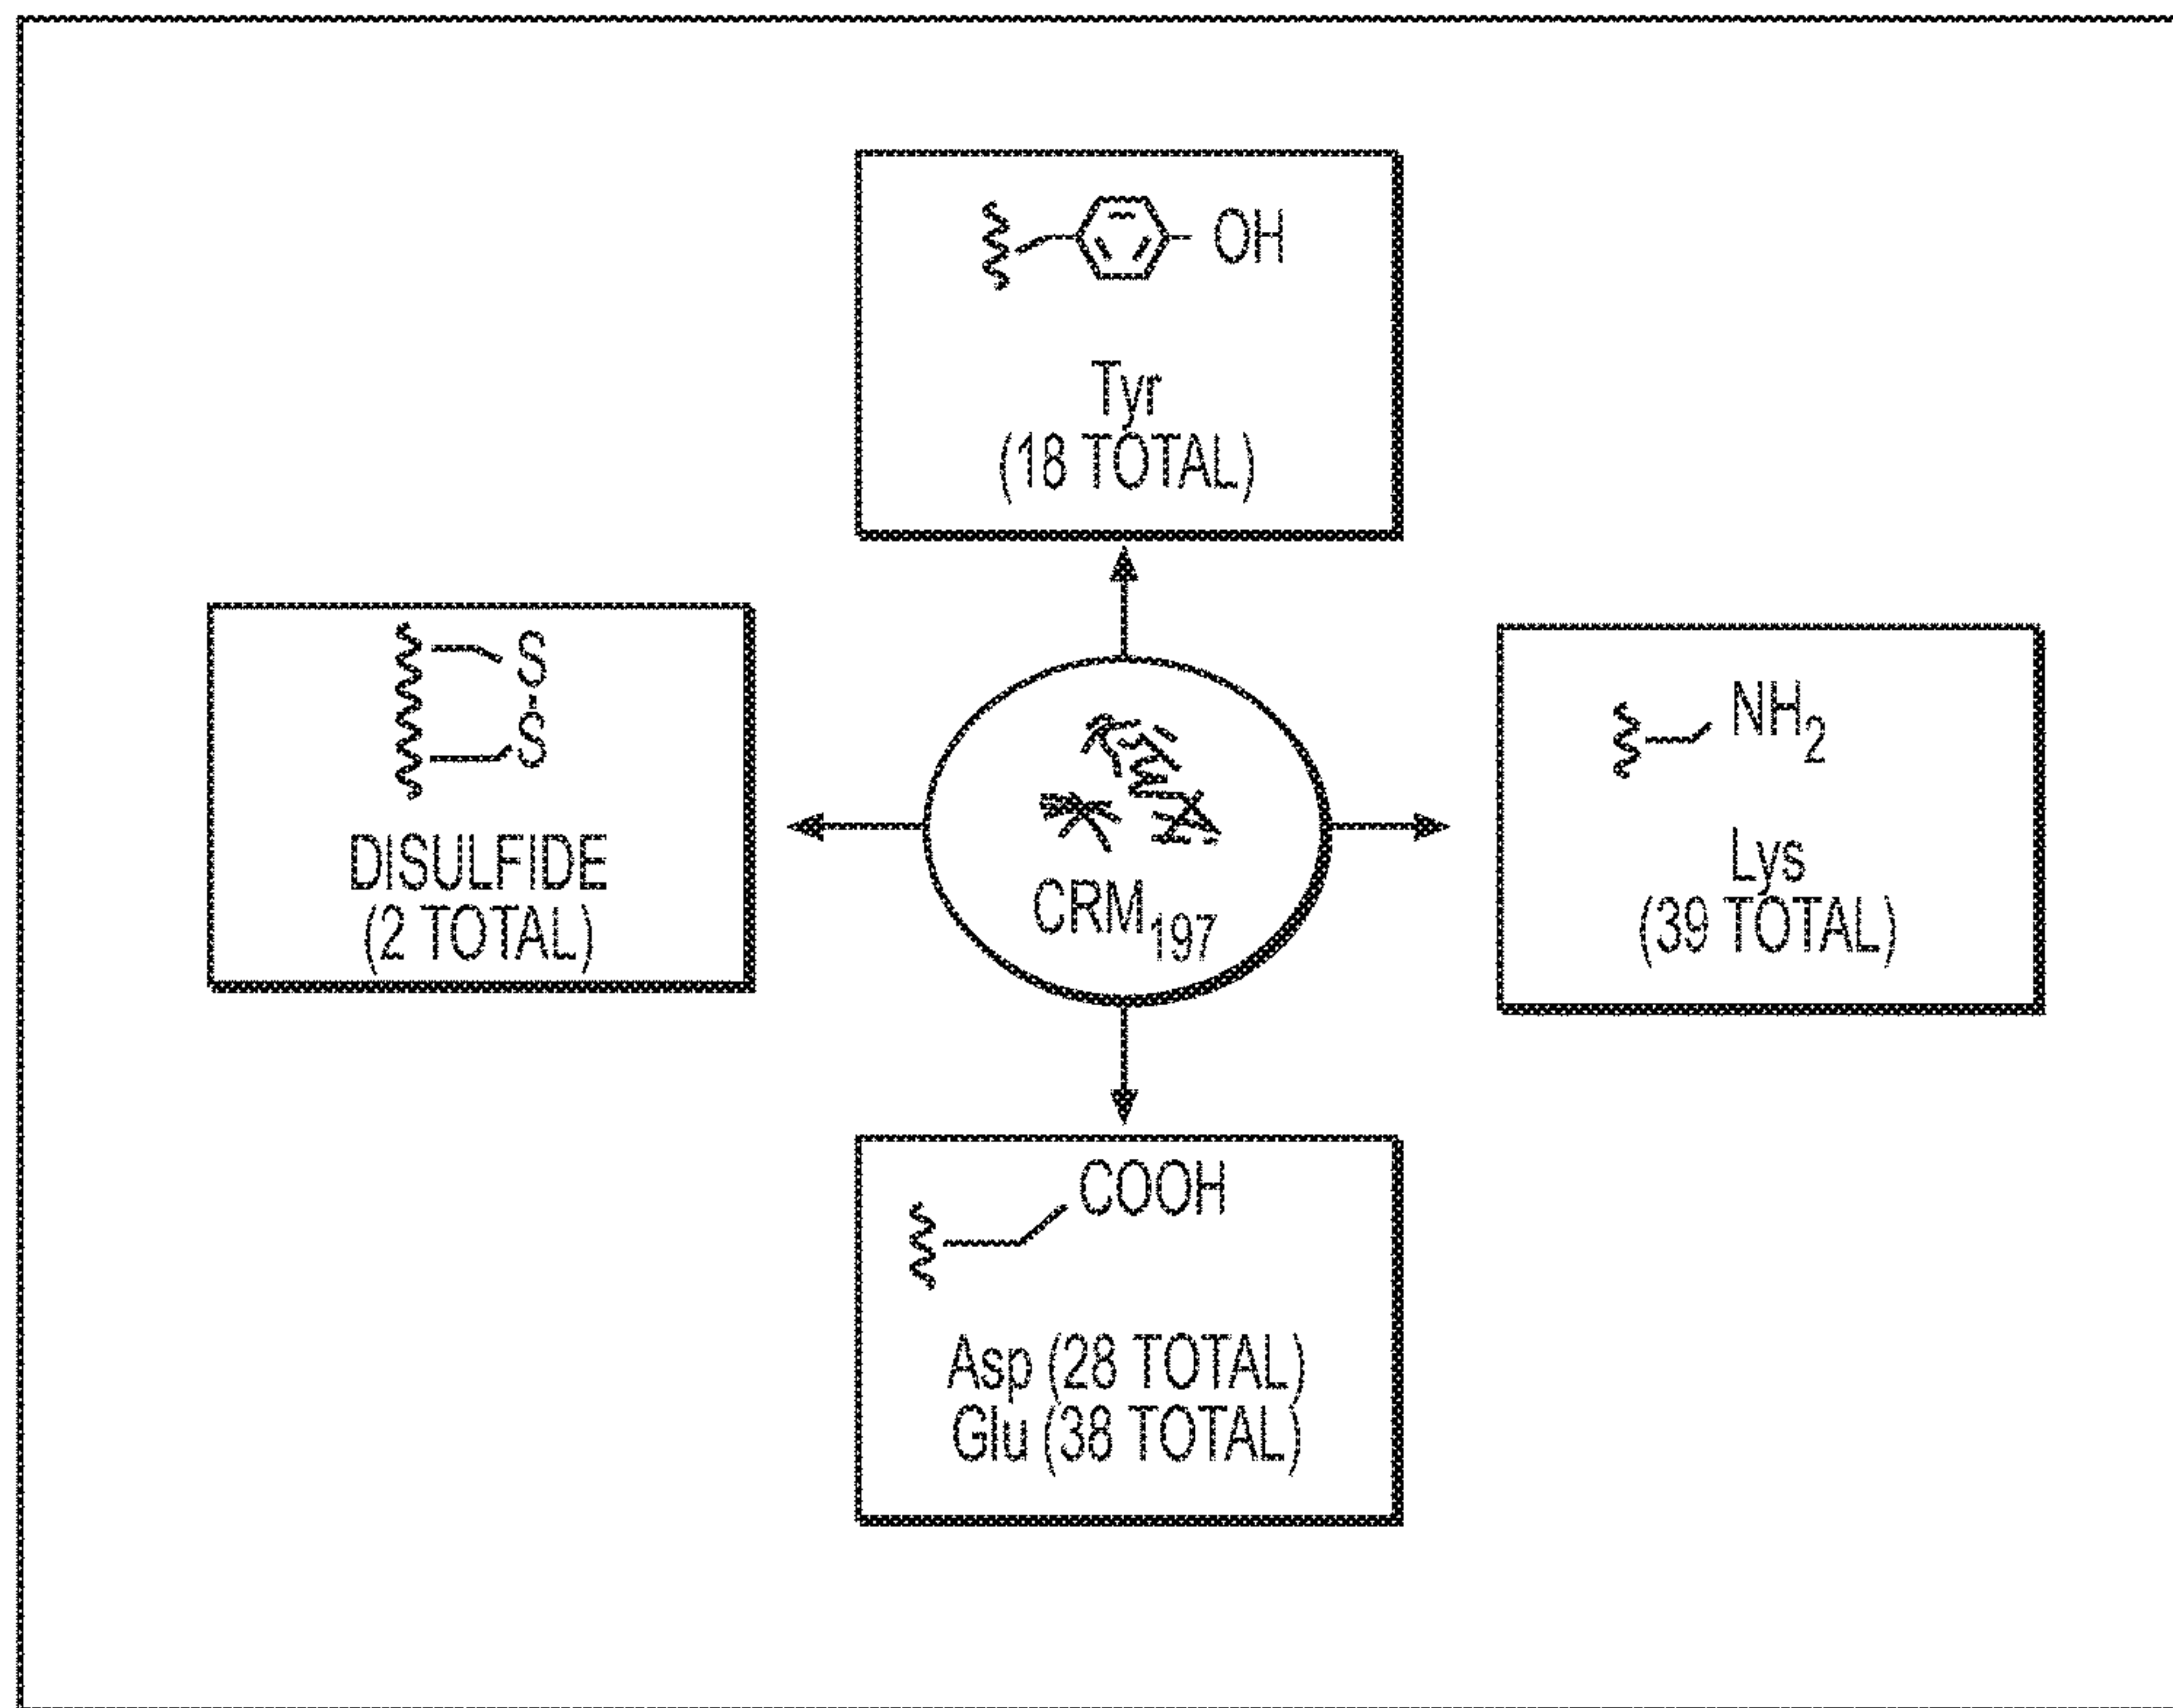 OH
Tyr
(18 TOTAL)
S
S
DISULFIDE
(2 TOTAL)
CRM₁₉₇
NH₂
Lys
(39 TOTAL)
COOH
Asp (28 TOTAL)
Glu (38 TOTAL)